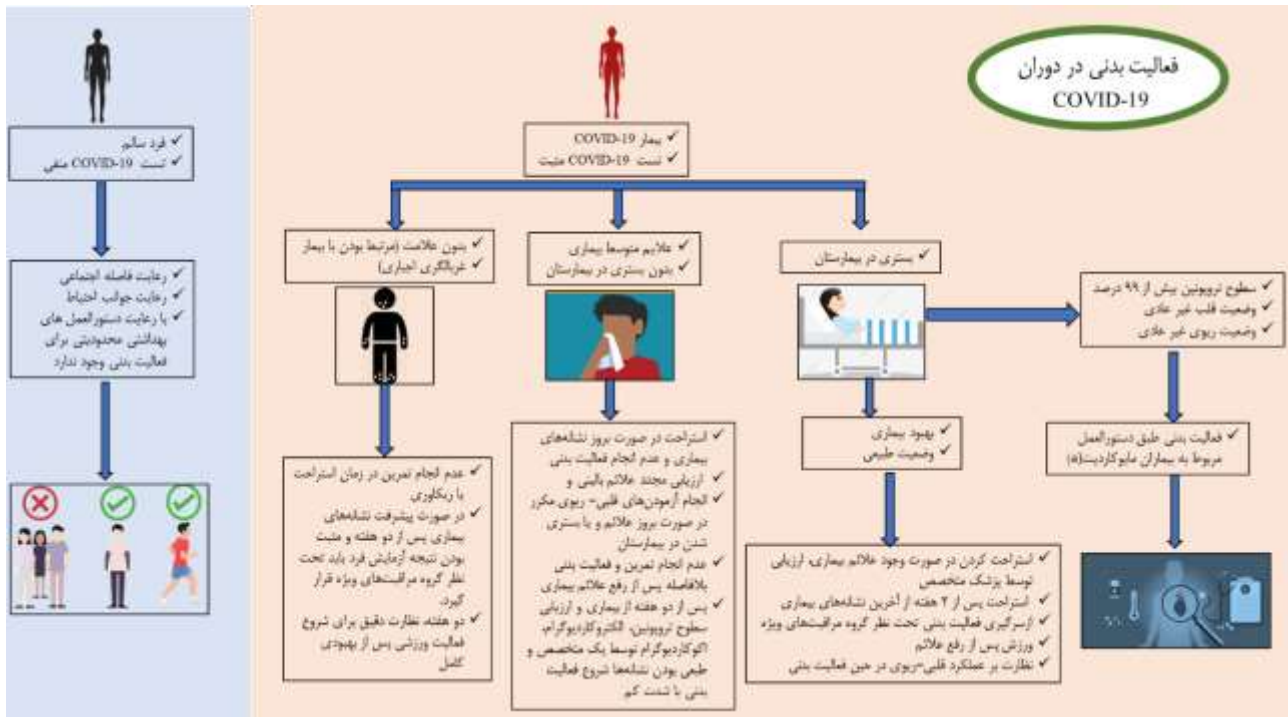 فعالیت بدنی در دوران
COVID-19
بیمار COVID-19
تست COVID-19 مثبت
فرد سالم
تست COVID-19 منفی
بستری در بیمارستان
علایم متوسط بیماری
بدون بستری در بیمارستان
بدون علامت (مرتبط بودن با بیمار
غربالگری اجباری)
رعایت فاصله اجتماعی
رعایت جوانب احتیاط
با رعایت دستورالعمل های
بهداشتی محدودیتی برای
فعالیت بدنی وجود ندارد
سطوح تروپونین بیش از ۹۹ درصد
وضعیت قلب غیر عادی
وضعیت ریوی غیر عادی
فعالیت بدنی طبق دستورالعمل
مربوط به بیماران مایوکاردیت(a)
بهبود بیماری
وضعیت طبیعی
استراحت کردن در صورت وجود علائم بیماری، ارزیابی
توسط پزشک متخصص
استراحت پس از ۲ هفته از آخرین نشانه‌های بیماری
ازسرگیری فعالیت بدنی تحت نظر گروه مراقبت‌های ویژه
ورزش پس از رفع علائم
نظارت بر عملکرد قلبی-ریوی در حین فعالیت بدنی
استراحت در صورت بروز نشانه‌های
بیماری و عدم انجام فعالیت بدنی
ارزیابی مجدد علائم بالینی و
انجام آزمودن‌های قلبی- ریوی مکرر
در صورت بروز علائم و یا بستری
شدن در بیمارستان
عدم انجام تمرین و فعالیت بدنی
بلافاصله پس از رفع علائم بیماری
پس از دو هفته از بیماری و ارزیابی
سطوح تروپونین، الکتروکاردیوگرام،
اکوکاردیوگرام توسط یک متخصص و
طبعی بودن نشانه‌ها شروع فعالیت
بدنی با شدت کم
عدم انجام تمرین در زمان استراحت
یا ریکاوری
در صورت پیشرفت نشانه‌های
بیماری پس از دو هفته و مثبت
بودن نتیجه آزمایش فرد باید تحت
نظر گروه مراقبت‌های ویژه قرار
گیرد.
دو هفته، نظارت دقیق برای شروع
فعالیت ورزشی پس از بهبودی
کامل